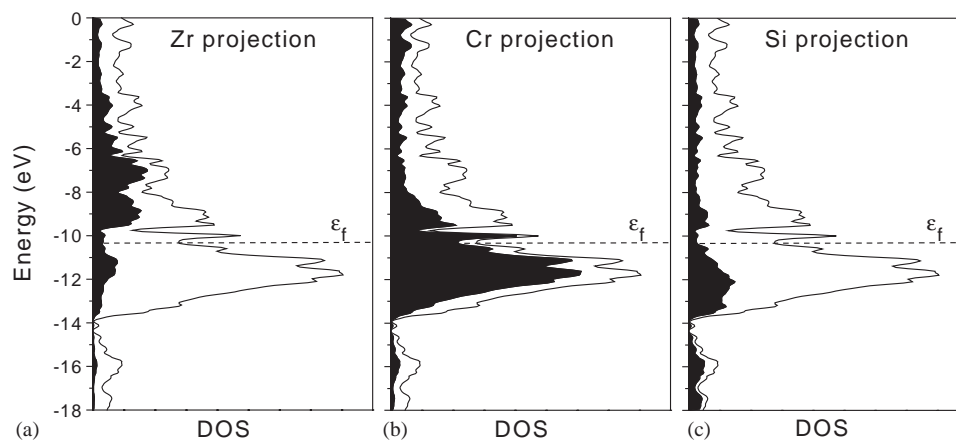 Zr projection
Cr projection
Si projection
Energy (eV)
0
-2
-4
-6
-8
-10
-12
-14
-16
-18
εf
εf
εf
(a)
DOS
(b)
DOS
(c)
DOS